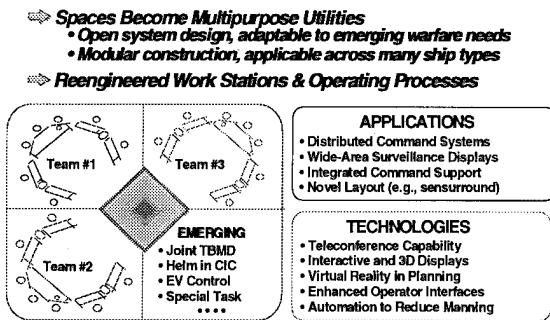 Spaces Become Multipurpose Utilities
• Open system design, adaptable to emerging warfare needs
• Modular construction, applicable across many ship types
Reengineered Work Stations & Operating Processes
Team #1
Team #3
Team #2
EMERGING
• Joint TBMD
• Helm in CIC
• EV Control
• Special Task
• • • •
APPLICATIONS
• Distributed Command Systems
• Wide-Area Surveillance Displays
• Integrated Command Support
• Novel Layout (e.g., sensurround)
TECHNOLOGIES
• Teleconference Capability
• Interactive and 3D Displays
• Virtual Reality in Planning
• Enhanced Operator Interfaces
• Automation to Reduce Manning